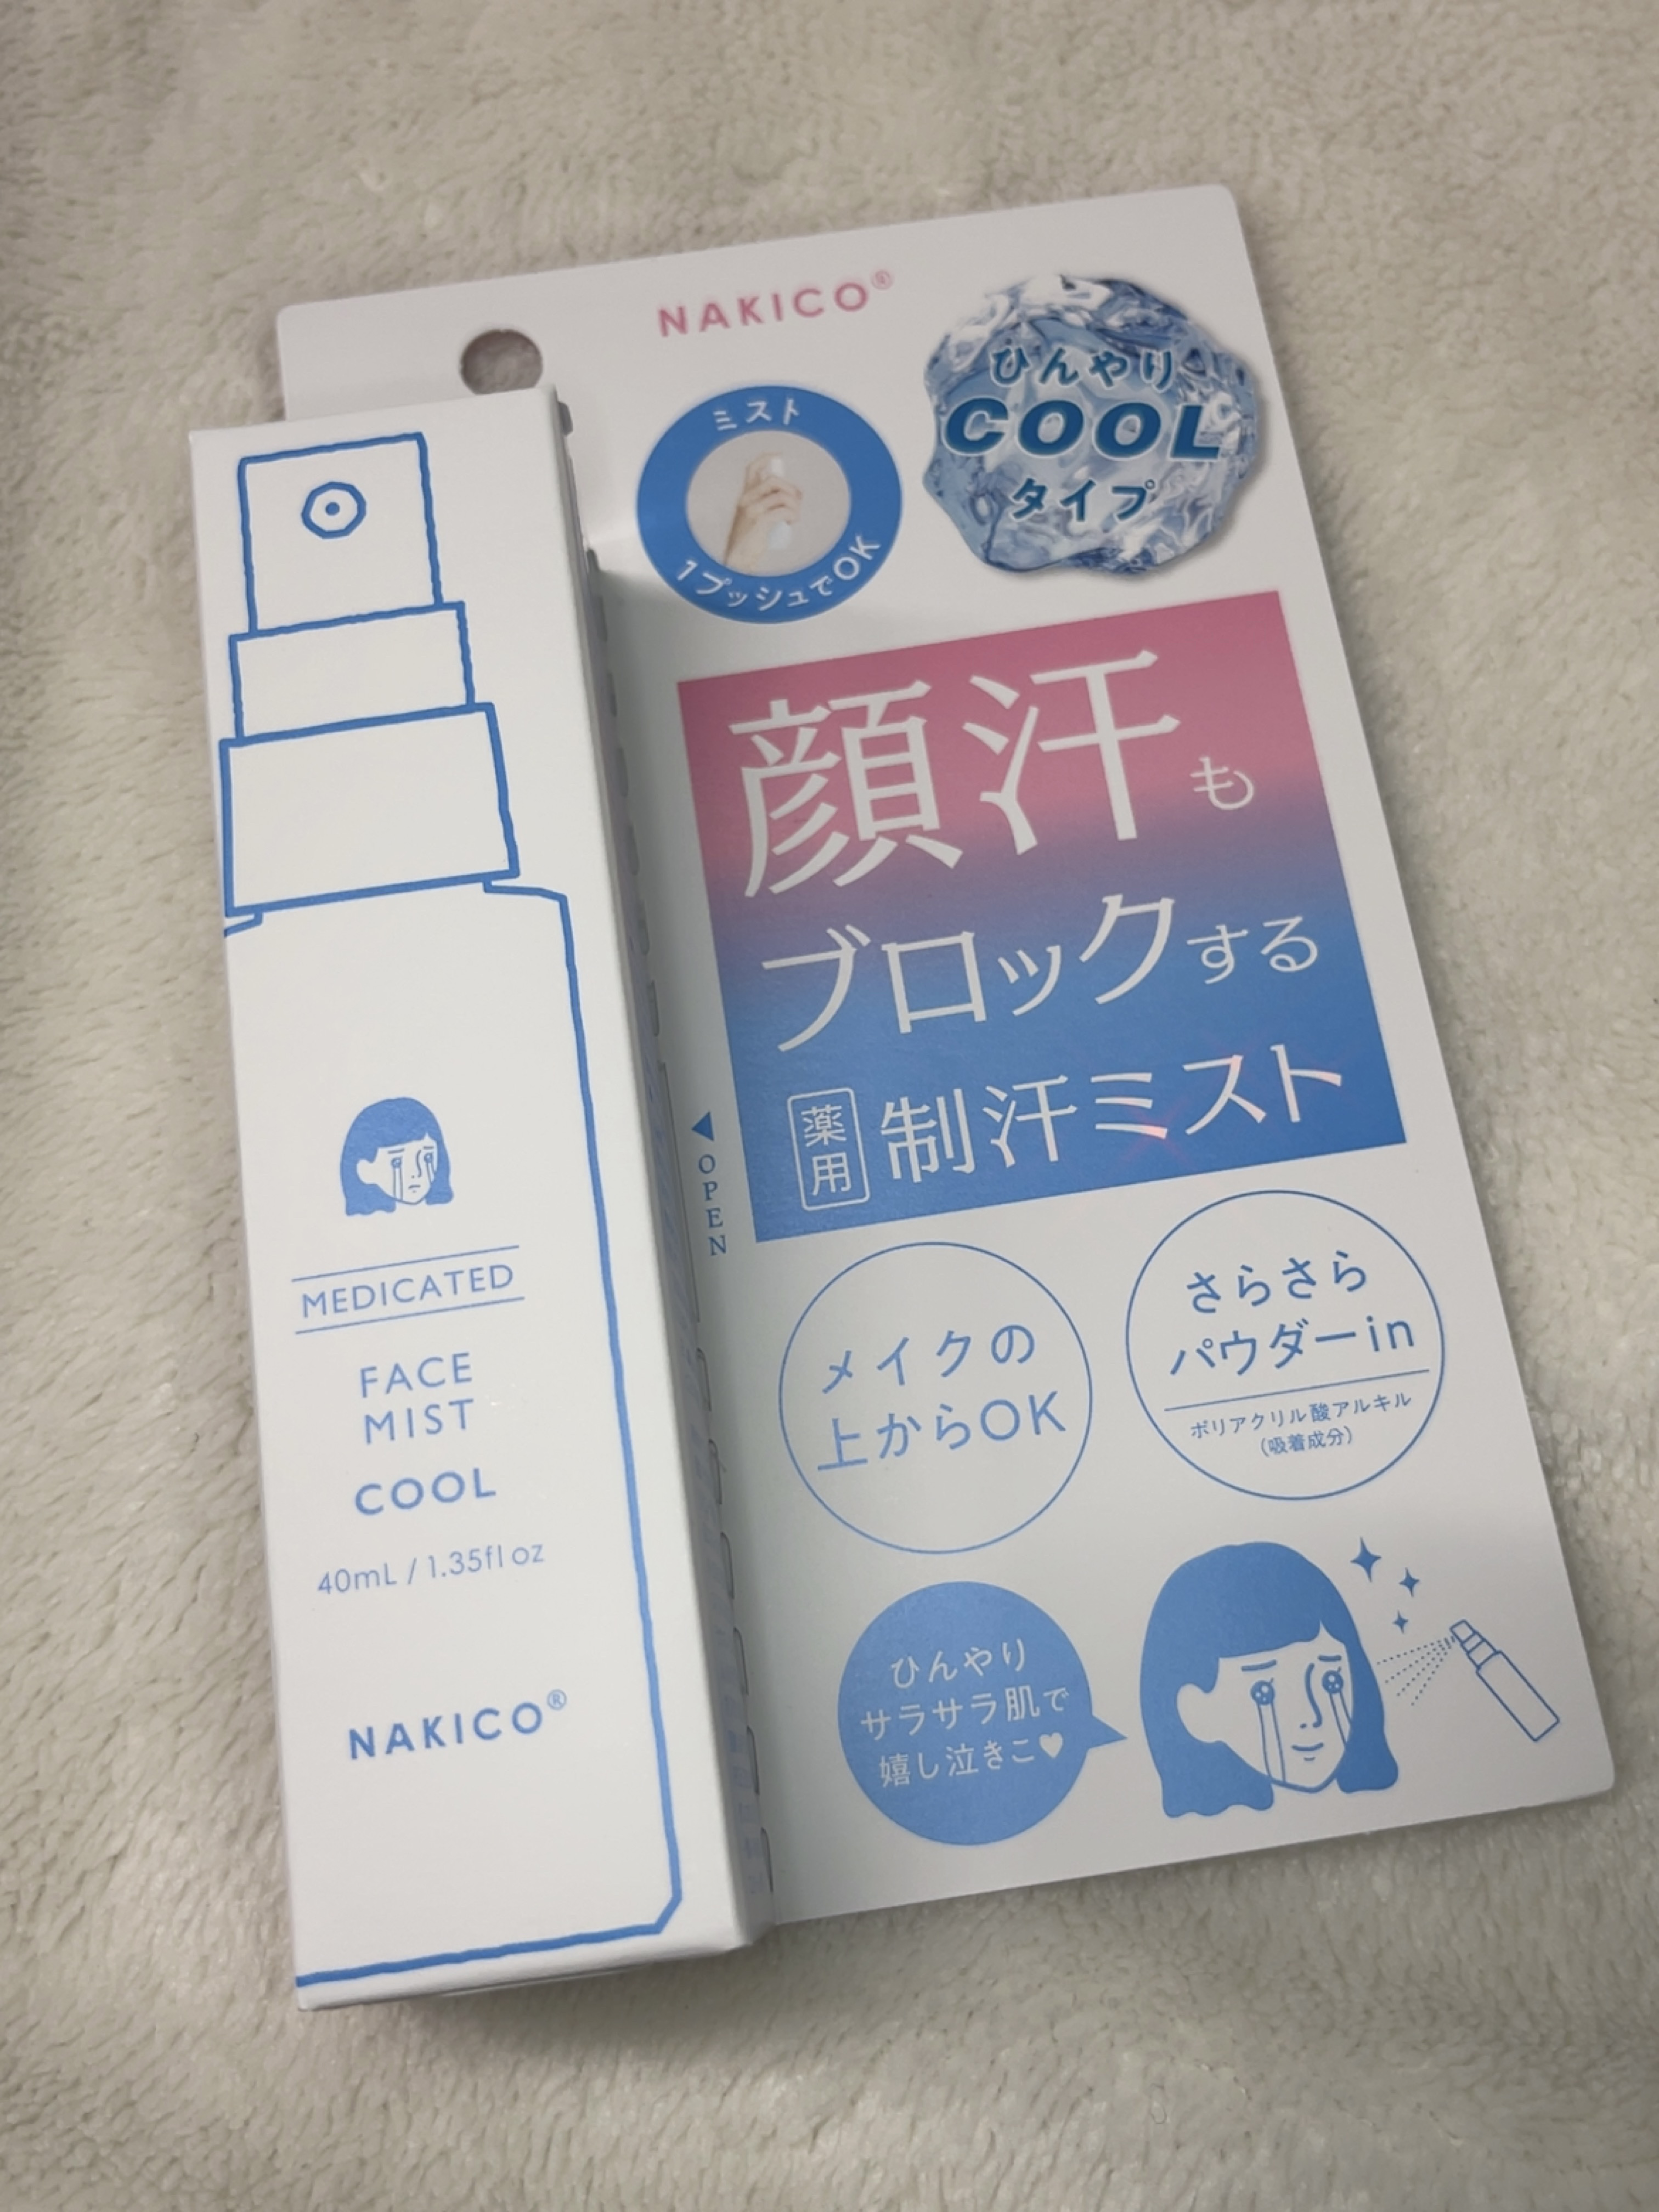 NAKICO®
ミスト
1プッシュでOK
ひんやり
COOL
タイプ
顔汗も
ブロックする
薬用 制汗ミスト
OPEN
メイクの
上からOK
さらさら
パウダーin
ポリアクリル酸アルキル
(吸着成分)
ひんやり
サラサラ肌で
嬉し泣きこ♥
MEDICATED
FACE
MIST
COOL
40mL / 1.35fl oz
NAKICO®